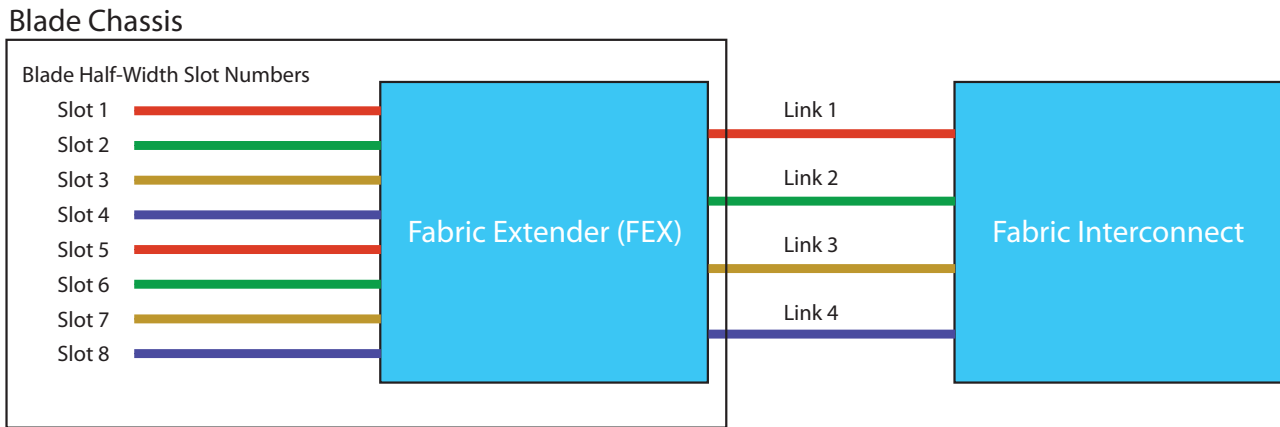 Blade Chassis
Blade Half-Width Slot Numbers
Slot 1
Slot 2
Slot 3
Slot 4
Slot 5
Slot 6
Slot 7
Slot 8
Fabric Extender (FEX)
Link 1
Link 2
Link 3
Link 4
Fabric Interconnect